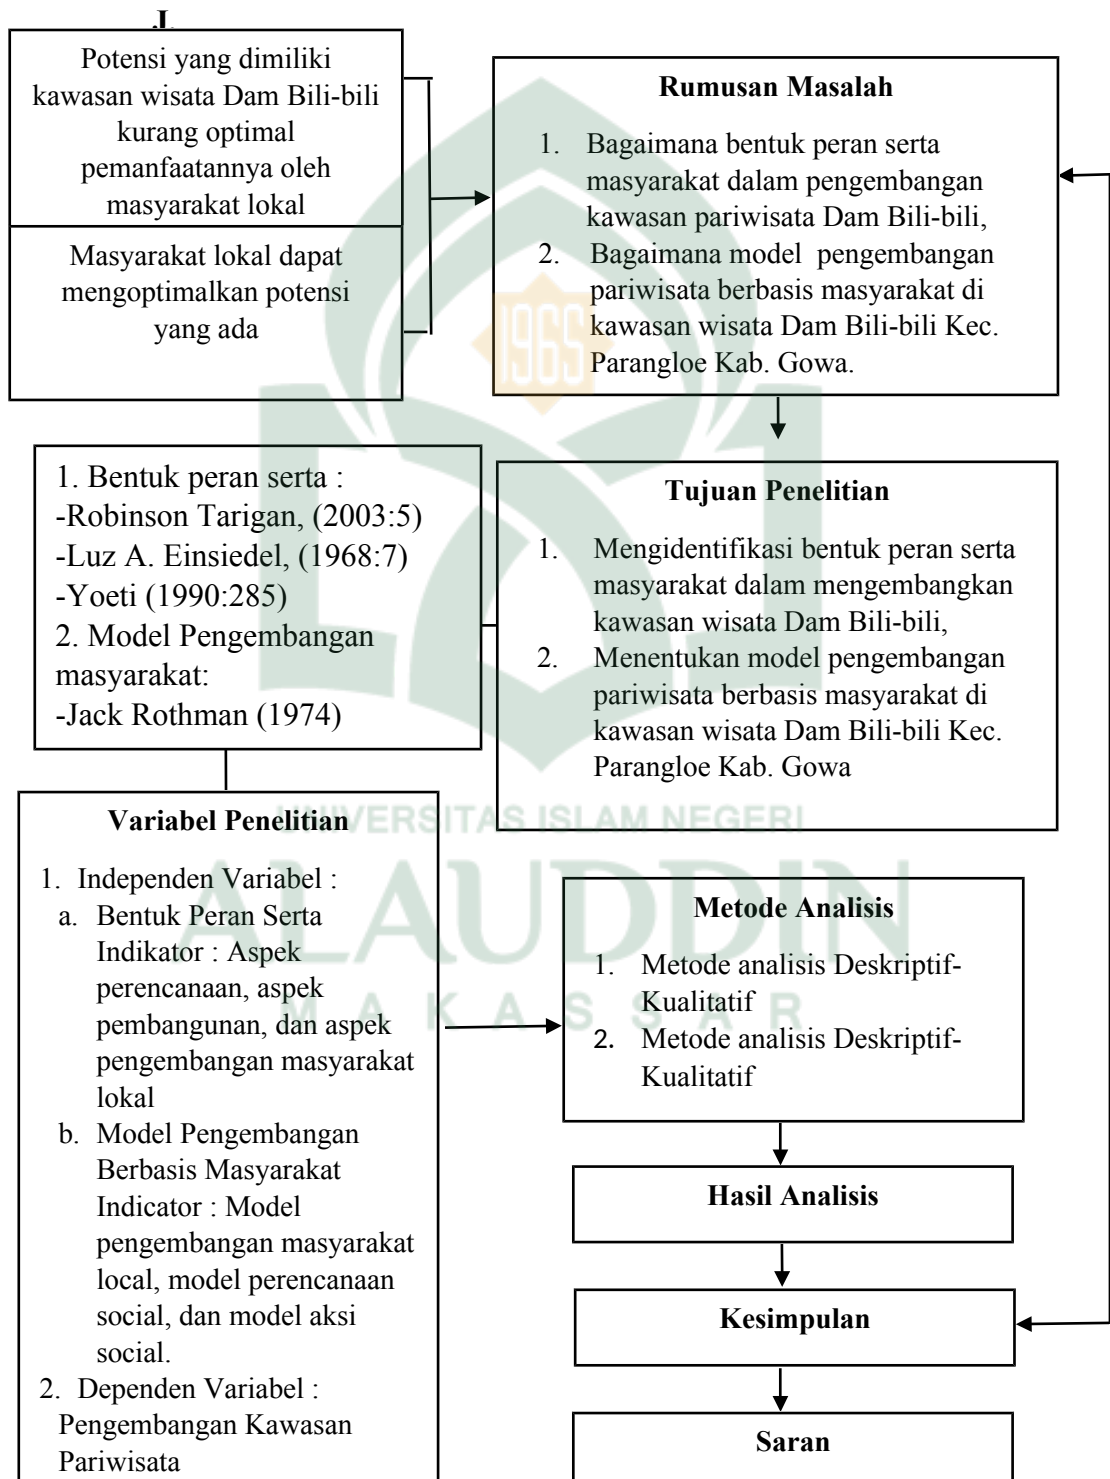 J.
Potensi yang dimiliki
kawasan wisata Dam Bili-bili
kurang optimal
pemanfaatannya oleh
masyarakat lokal
Masyarakat lokal dapat
mengoptimalkan potensi
yang ada
Rumusan Masalah
1. Bagaimana bentuk peran serta
masyarakat dalam pengembangan
kawasan pariwisata Dam Bili-bili,
2. Bagaimana model pengembangan
pariwisata berbasis masyarakat di
kawasan wisata Dam Bili-bili Kec.
Parangloe Kab. Gowa.
1965
1. Bentuk peran serta :
-Robinson Tarigan, (2003:5)
-Luz A. Einsiedel, (1968:7)
-Yoeti (1990:285)
2. Model Pengembangan
masyarakat:
-Jack Rothman (1974)
Tujuan Penelitian
1. Mengidentifikasi bentuk peran serta
masyarakat dalam mengembangkan
kawasan wisata Dam Bili-bili,
2. Menentukan model pengembangan
pariwisata berbasis masyarakat di
kawasan wisata Dam Bili-bili Kec.
Parangloe Kab. Gowa
UNIVERSITAS ISLAM NEGERI
ALAUDDIN
MAKASSAR
Variabel Penelitian
1. Independen Variabel :
a. Bentuk Peran Serta
Indikator : Aspek
perencanaan, aspek
pembangunan, dan aspek
pengembangan masyarakat
lokal
b. Model Pengembangan
Berbasis Masyarakat
Indicator : Model
pengembangan masyarakat
local, model perencanaan
social, dan model aksi
social.
2. Dependen Variabel :
Pengembangan Kawasan
Pariwisata
Metode Analisis
1. Metode analisis Deskriptif-
Kualitatif
2. Metode analisis Deskriptif-
Kualitatif
Hasil Analisis
Kesimpulan
Saran